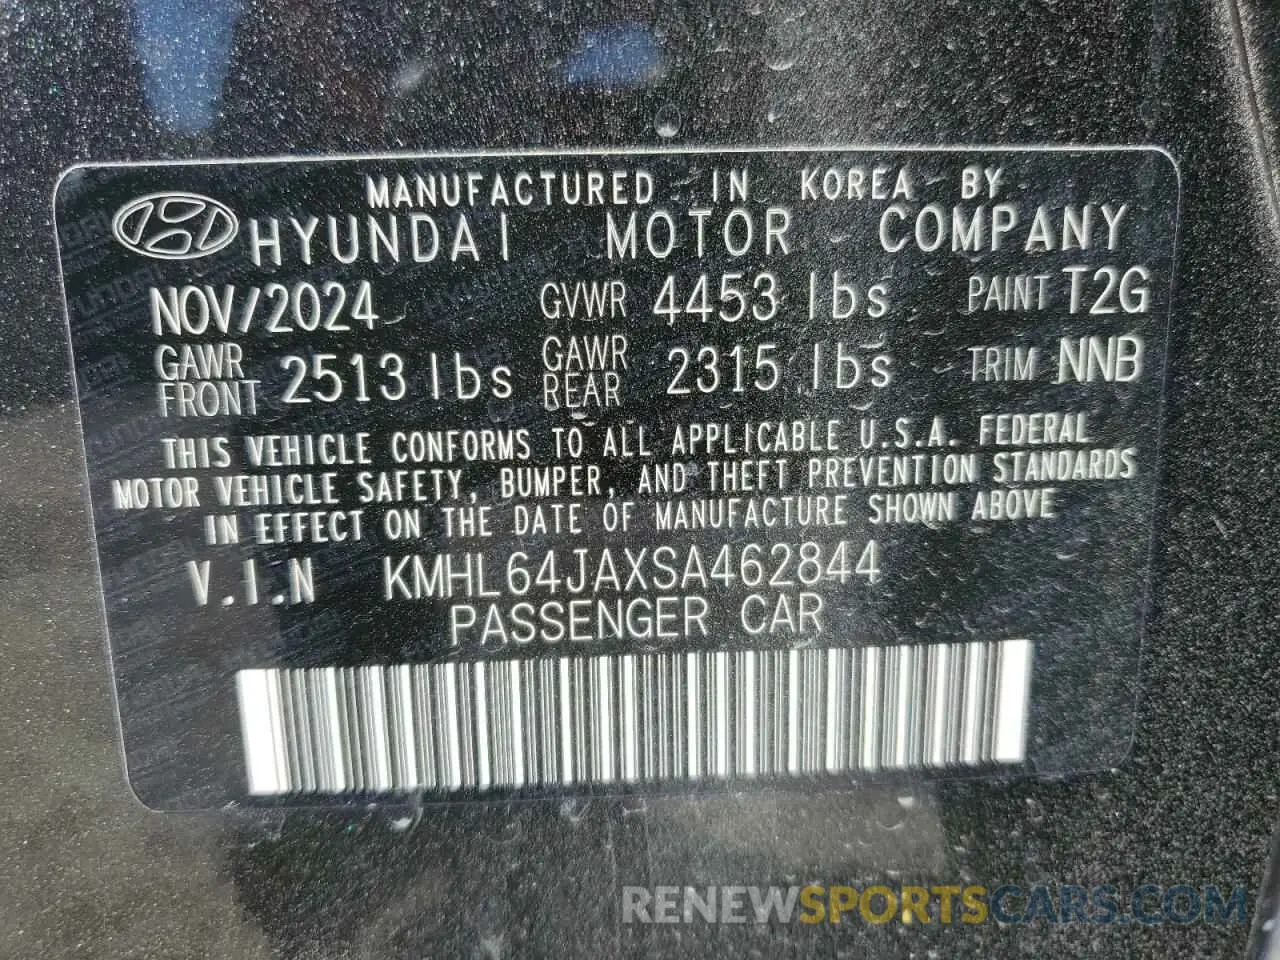 MANUFACTURED IN KOREA BY
HYUNDAI MOTOR COMPANY
NOV/2024 GVWR 4453 lbs PAINT T2G
GAWR FRONT 2513 lbs GAWR REAR 2315 lbs TRIM NNB
THIS VEHICLE CONFORMS TO ALL APPLICABLE U.S.A. FEDERAL
MOTOR VEHICLE SAFETY, BUMPER, AND THEFT PREVENTION STANDARDS
IN EFFECT ON THE DATE OF MANUFACTURE SHOWN ABOVE
V.I.N KMHL64JAXSA462844
PASSENGER CAR
RENEWSPORTSCARS.COM